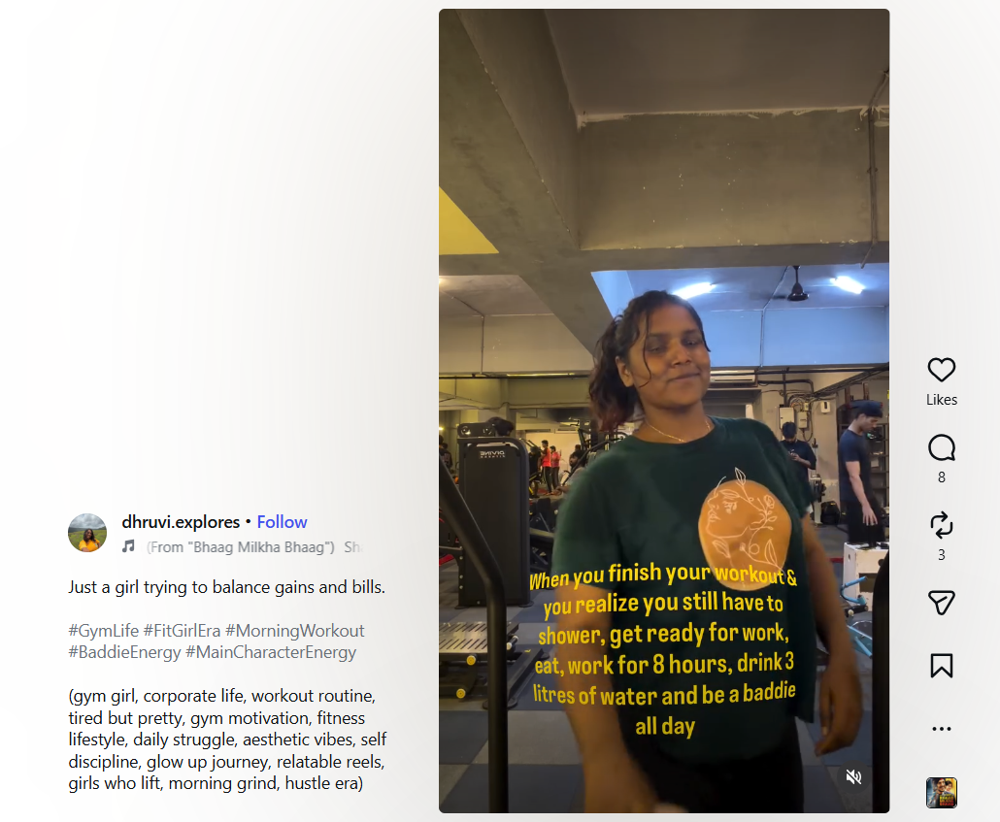 dhruvi.explores • Follow
(From "Bhaag Milkha Bhaag") Sh
Just a girl trying to balance gains and bills.
#GymLife #FitGirlEra #MorningWorkout
#BaddieEnergy #MainCharacterEnergy
(gym girl, corporate life, workout routine,
tired but pretty, gym motivation, fitness
lifestyle, daily struggle, aesthetic vibes, self
discipline, glow up journey, relatable reels,
girls who lift, morning grind, hustle era)
When you finish your workout &
you realize you still have to
shower, get ready for work,
eat, work for 8 hours, drink 3
litres of water and be a baddie
all day
Likes
8
3